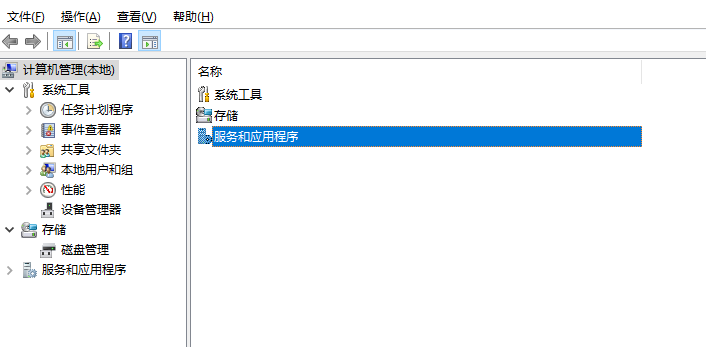 文件(F) 操作(A) 查看(V) 帮助(H)
计算机管理(本地)
系统工具
任务计划程序
事件查看器
共享文件夹
本地用户和组
性能
设备管理器
存储
磁盘管理
服务和应用程序
名称
系统工具
存储
服务和应用程序